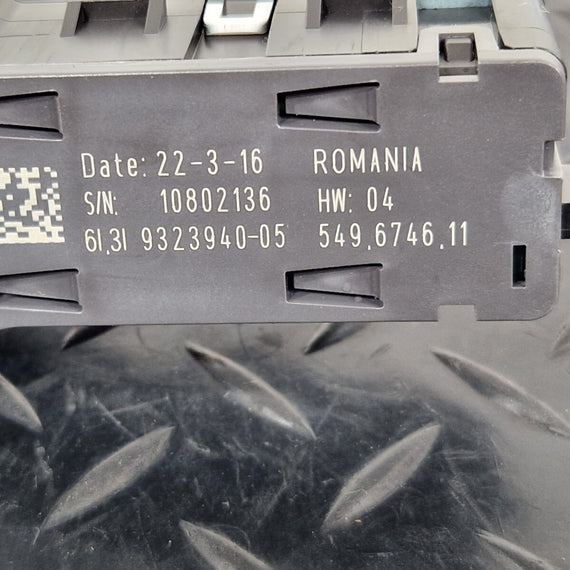 Date: 22-3-16 ROMANIA
S/N: 10802136 HW: 04
61.31 9323940-05 549.6746.11